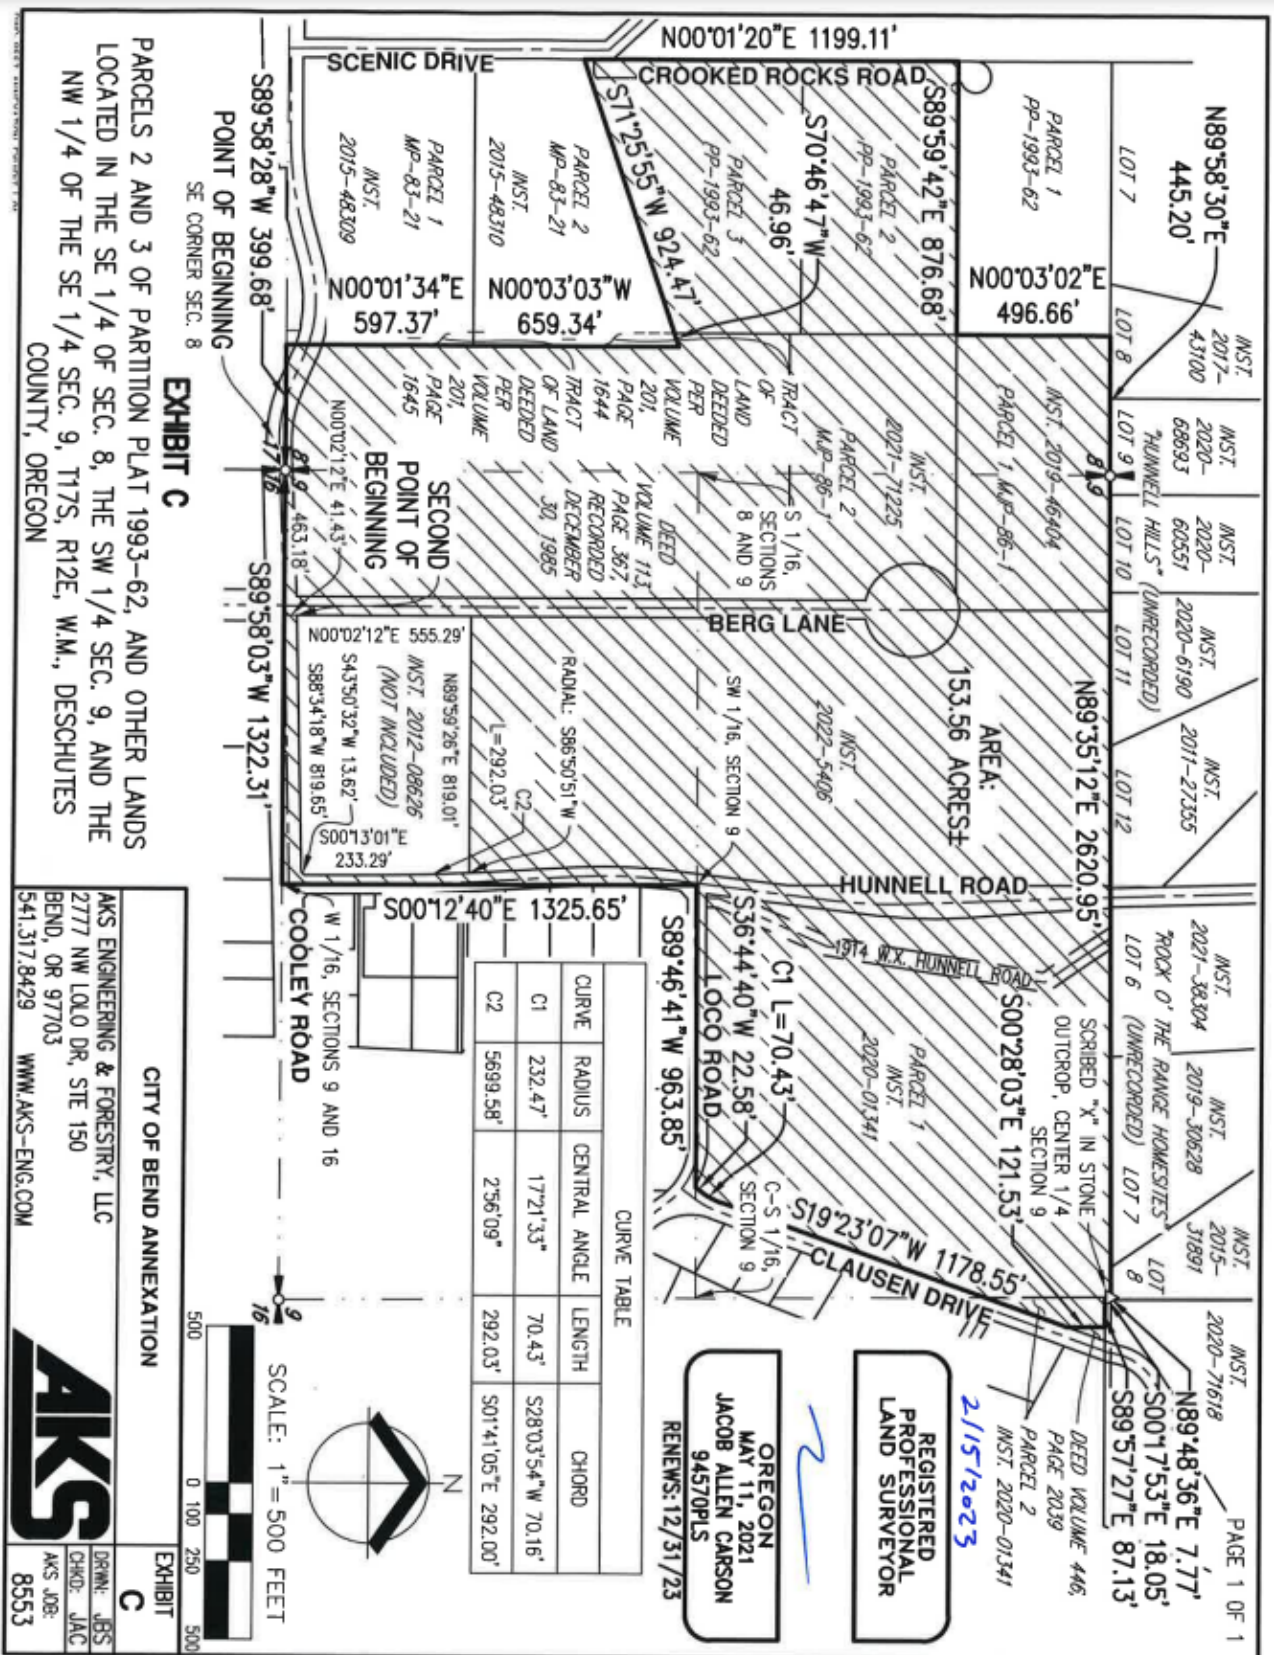 PAGE 1 OF 1
N89°58'30"E
445.20'
INST.
2017-
43100
INST.
2020-
68693
INST.
2020-
60551
INST.
2020-6190
INST.
2011-27355
INST.
2021-38304
INST.
2019-30628
INST.
2015-
31891
INST.
2020-71618
LOT 7
LOT 8
LOT 9
LOT 10
LOT 11
LOT 12
"HUNNELL HILLS" (UNRECORDED)
"ROCK O' THE RANGE HOMESITES"
LOT 6
(UNRECORDED)
LOT 7
LOT
8
N89°48'36"E 7.77'
S00°17'53"E 18.05'
S89°57'27"E 87.13'
DEED VOLUME 446,
PAGE 2039
PARCEL 2
INST. 2020-01341
PARCEL 1
PP-1993-62
N00°03'02"E
496.66'
8 9
N89°35'12"E 2620.95'
SCRIBED "X" IN STONE
OUTCROP, CENTER 1/4
SECTION 9
S00°28'03"E 121.53'
N00°01'20"E 1199.11'
CROOKED ROCKS ROAD
S89°59'42"E 876.68'
PARCEL 2
PP-1993-62
S70°46'47"W
46.96'
PARCEL 3
PP-1993-62
S71°25'55"W 924.47'
INST. 2019-46404
PARCEL 1 MJP-86-1
INST.
2021-71225
PARCEL 2
MJP-86-1
S 1/16,
SECTIONS
8 AND 9
AREA:
153.56 ACRES±
INST.
2022-5406
BERG LANE
HUNNELL ROAD
1914 W.X. HUNNELL ROAD
PARCEL 1
INST.
2020-01341
S19°23'07"W 1178.55'
CLAUSEN DRIVE
C1 L=70.43'
S36°44'40"W 22.58'
LOCO ROAD
S89°46'41"W 963.85'
C-S 1/16,
SECTION 9
SW 1/16, SECTION 9
TRACT
OF
LAND
DEEDED
PER
VOLUME
201,
PAGE
1644
TRACT
OF LAND
DEEDED
PER
VOLUME
201,
PAGE
1645
DEED
VOLUME 113,
PAGE 367,
RECORDED
DECEMBER
30, 1985
SCENIC DRIVE
PARCEL 2
MP-83-21
INST.
2015-48310
N00°03'03"W
659.34'
PARCEL 1
MP-83-21
INST.
2015-48309
N00°01'34"E
597.37'
RADIAL: S86°50'51"W
C2
L=292.03'
N89°59'26"E 819.01'
INST. 2012-08626
(NOT INCLUDED)
N00°02'12"E 555.29'
S43°50'32"W 13.62'
S88°34'18"W 819.65'
S00°13'01"E
233.29'
SECOND
POINT OF
BEGINNING
N00°02'12"E 41.43'
463.18'
S00°12'40"E 1325.65'
W 1/16, SECTIONS 9 AND 16
COOLEY ROAD
S89°58'28"W 399.68'
POINT OF BEGINNING
SE CORNER SEC. 8
8 9
17 16
S89°58'03"W 1322.31'
9
16
CURVE TABLE
CURVE RADIUS CENTRAL ANGLE LENGTH CHORD
C1 232.47' 17°21'33" 70.43' S28°03'54"W 70.16'
C2 5699.58' 2°56'09" 292.03' S01°41'05"E 292.00'
2/15/2023
REGISTERED
PROFESSIONAL
LAND SURVEYOR
OREGON
MAY 11, 2021
JACOB ALLEN CARSON
94570PLS
RENEWS: 12/31/23
N
SCALE: 1" = 500 FEET
500 0 100 250 500
EXHIBIT C
PARCELS 2 AND 3 OF PARTITION PLAT 1993-62, AND OTHER LANDS
LOCATED IN THE SE 1/4 OF SEC. 8, THE SW 1/4 SEC. 9, AND THE
NW 1/4 OF THE SE 1/4 SEC. 9, T17S, R12E, W.M., DESCHUTES
COUNTY, OREGON
CITY OF BEND ANNEXATION
EXHIBIT
C
AKS ENGINEERING & FORESTRY, LLC
2777 NW LOLO DR, STE 150
BEND, OR 97703
541.317.8429 WWW.AKS-ENG.COM
AKS
DRWN: JBS
CHKD: JAC
AKS JOB:
8553